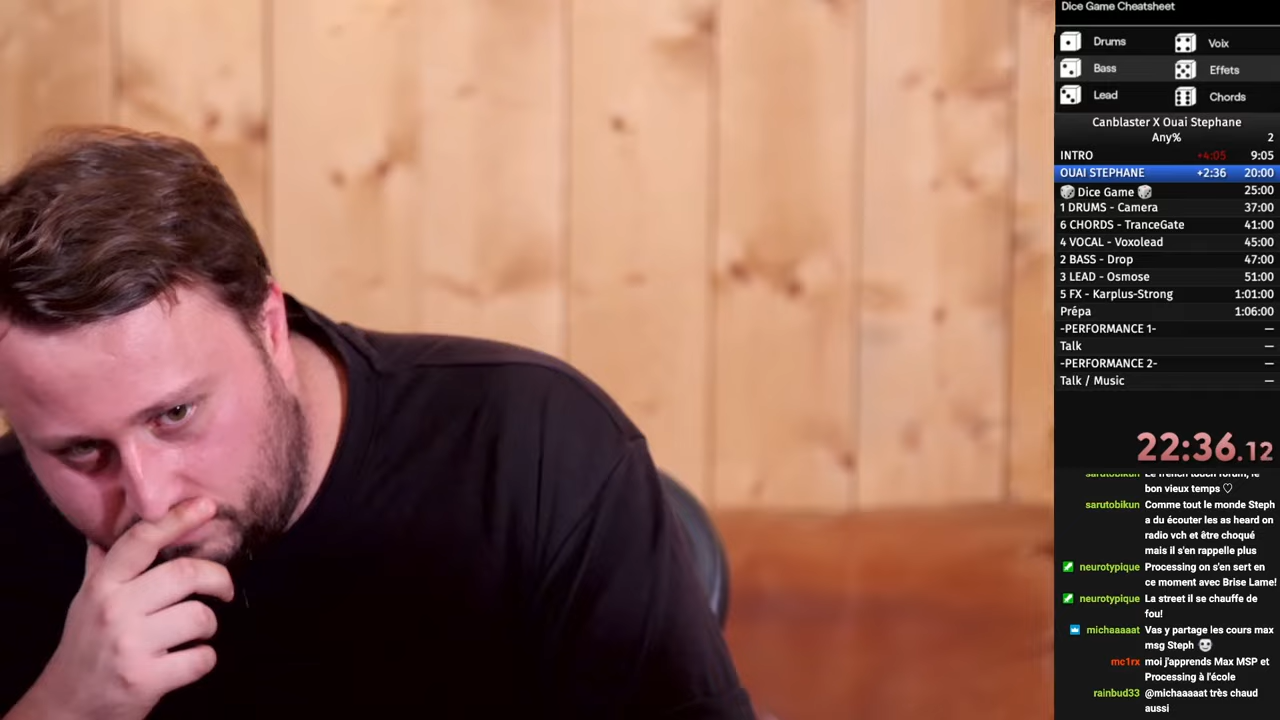 Dice Game Cheatsheet
Drums
Voix
Bass
Effets
Lead
Chords
Canblaster X Ouai Stephane
Any% 2
INTRO +4:05 9:05
OUAI STEPHANE +2:36 20:00
🎲 Dice Game 🎲 25:00
1 DRUMS - Camera 37:00
6 CHORDS - TranceGate 41:00
4 VOCAL - Voxolead 45:00
2 BASS - Drop 47:00
3 LEAD - Osmose 51:00
5 FX - Karplus-Strong 1:01:00
Prépa 1:06:00
-PERFORMANCE 1- —
Talk —
-PERFORMANCE 2- —
Talk / Music —
22:36.12
sarutobikun Le french touch forum, le
bon vieux temps ♡
sarutobikun Comme tout le monde Steph
a du écouter les as heard on
radio vch et être choqué
mais il s'en rappelle plus
neurotypique Processing on s'en sert en
ce moment avec Brise Lame!
neurotypique La street il se chauffe de
fou!
michaaaaat Vas y partage les cours max
msg Steph
mc1rx moi j'apprends Max MSP et
Processing à l'école
rainbud33 @michaaaaat très chaud
aussi